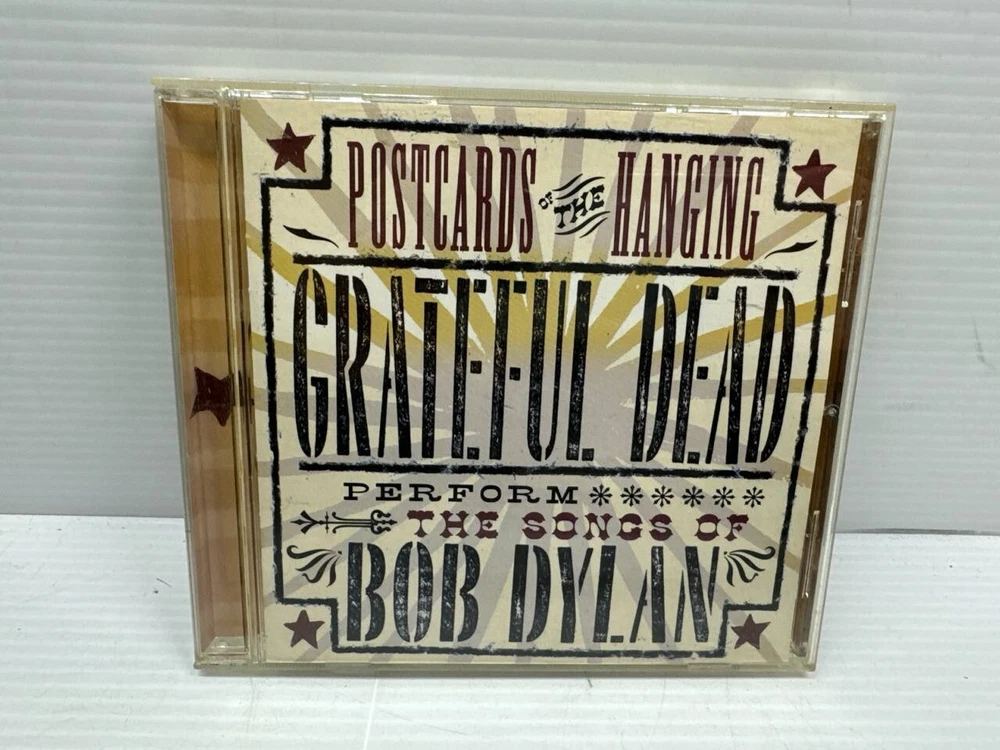 POSTCARDS OF THE HANGING
GRATEFUL DEAD
PERFORM ******
THE SONGS OF
BOB DYLAN